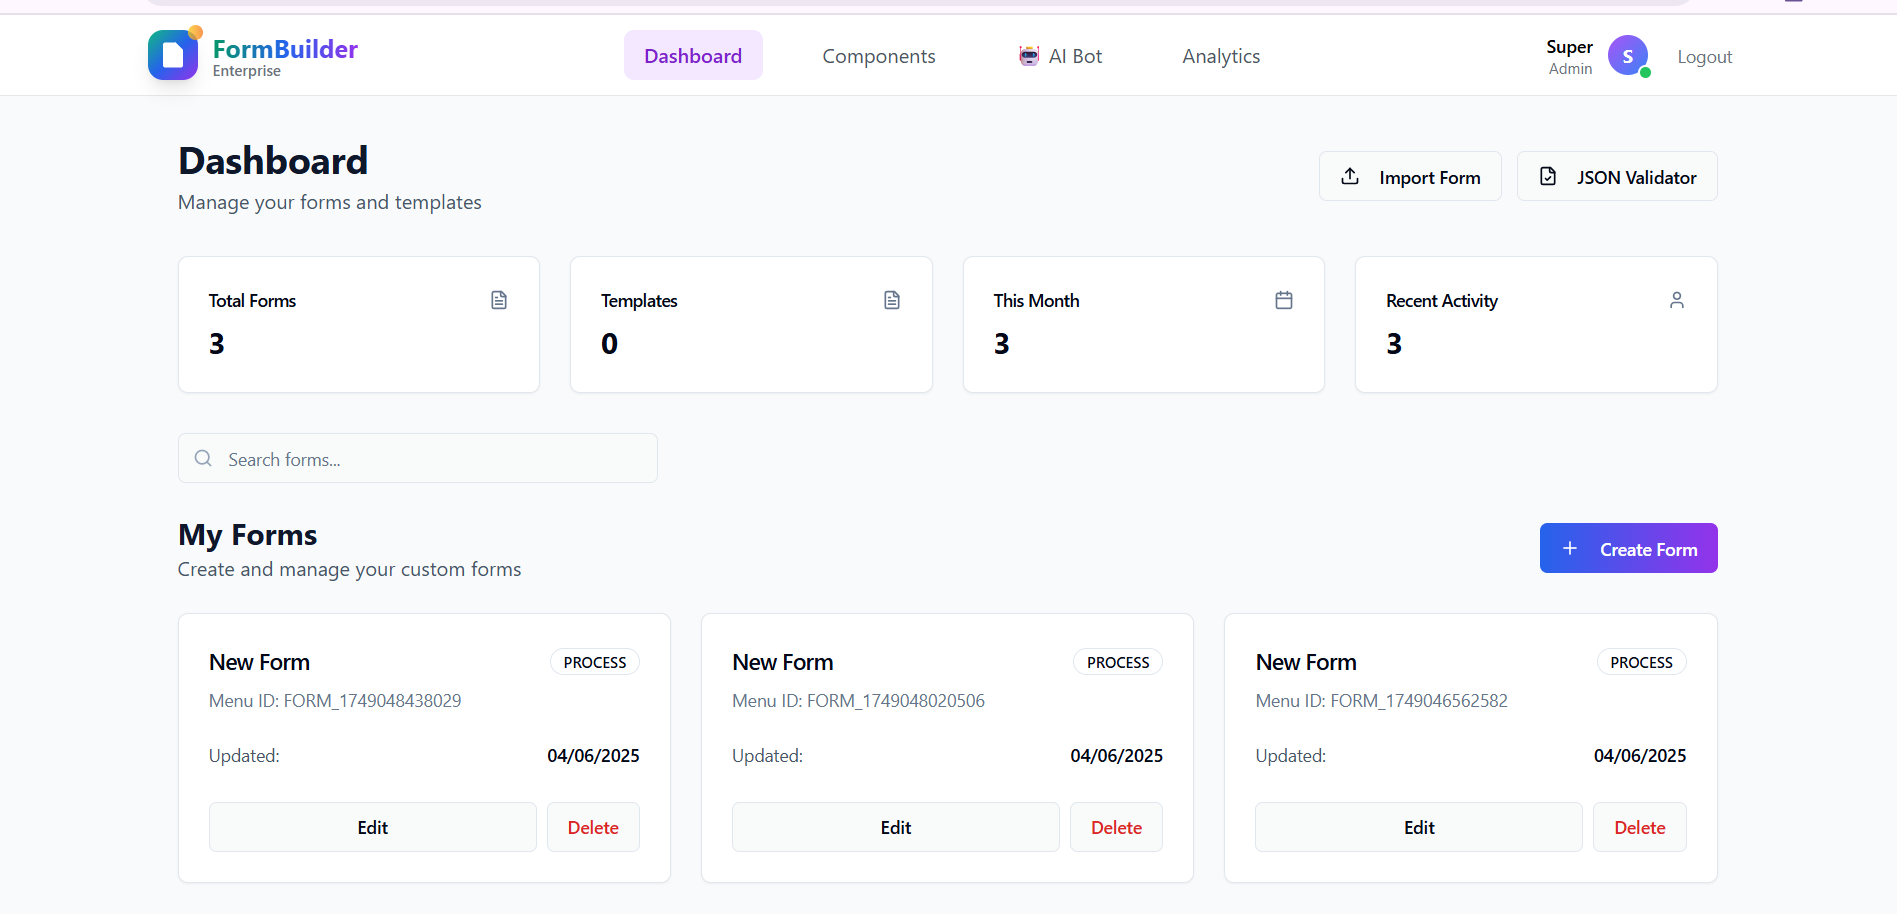 FormBuilder
Enterprise
Dashboard
Components
AI Bot
Analytics
Super
Admin
S
Logout
Dashboard
Manage your forms and templates
Import Form
JSON Validator
Total Forms
3
Templates
0
This Month
3
Recent Activity
3
Search forms...
My Forms
Create and manage your custom forms
Create Form
New Form
PROCESS
Menu ID: FORM_1749048438029
Updated:
04/06/2025
Edit
Delete
New Form
PROCESS
Menu ID: FORM_1749048020506
Updated:
04/06/2025
Edit
Delete
New Form
PROCESS
Menu ID: FORM_1749046562582
Updated:
04/06/2025
Edit
Delete